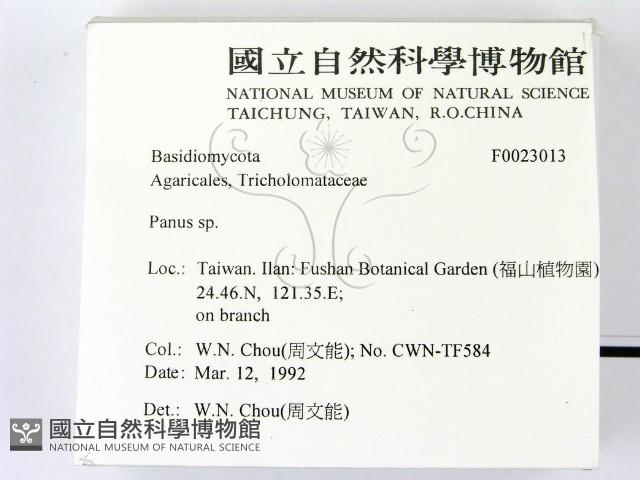 國立自然科學博物館
NATIONAL MUSEUM OF NATURAL SCIENCE
TAICHUNG, TAIWAN, R.O.CHINA
Basidiomycota F0023013
Agaricales, Tricholomataceae
Panus sp.
Loc.: Taiwan. Ilan: Fushan Botanical Garden (福山植物園)
24.46.N, 121.35.E;
on branch
Col.: W.N. Chou(周文能); No. CWN-TF584
Date: Mar. 12, 1992
Det.: W.N. Chou(周文能)
國立自然科學博物館
NATIONAL MUSEUM OF NATURAL SCIENCE